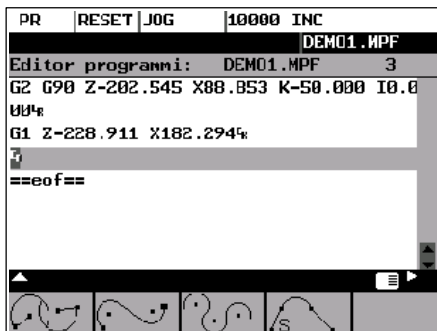 PR RESET JOG 10000 INC
DEMO1.MPF
Editor programmi: DEMO1.MPF 3
G2 G90 Z-202.545 X88.853 K-50.000 I0.0
00
G1 Z-228.911 X182.294
==eof==
S